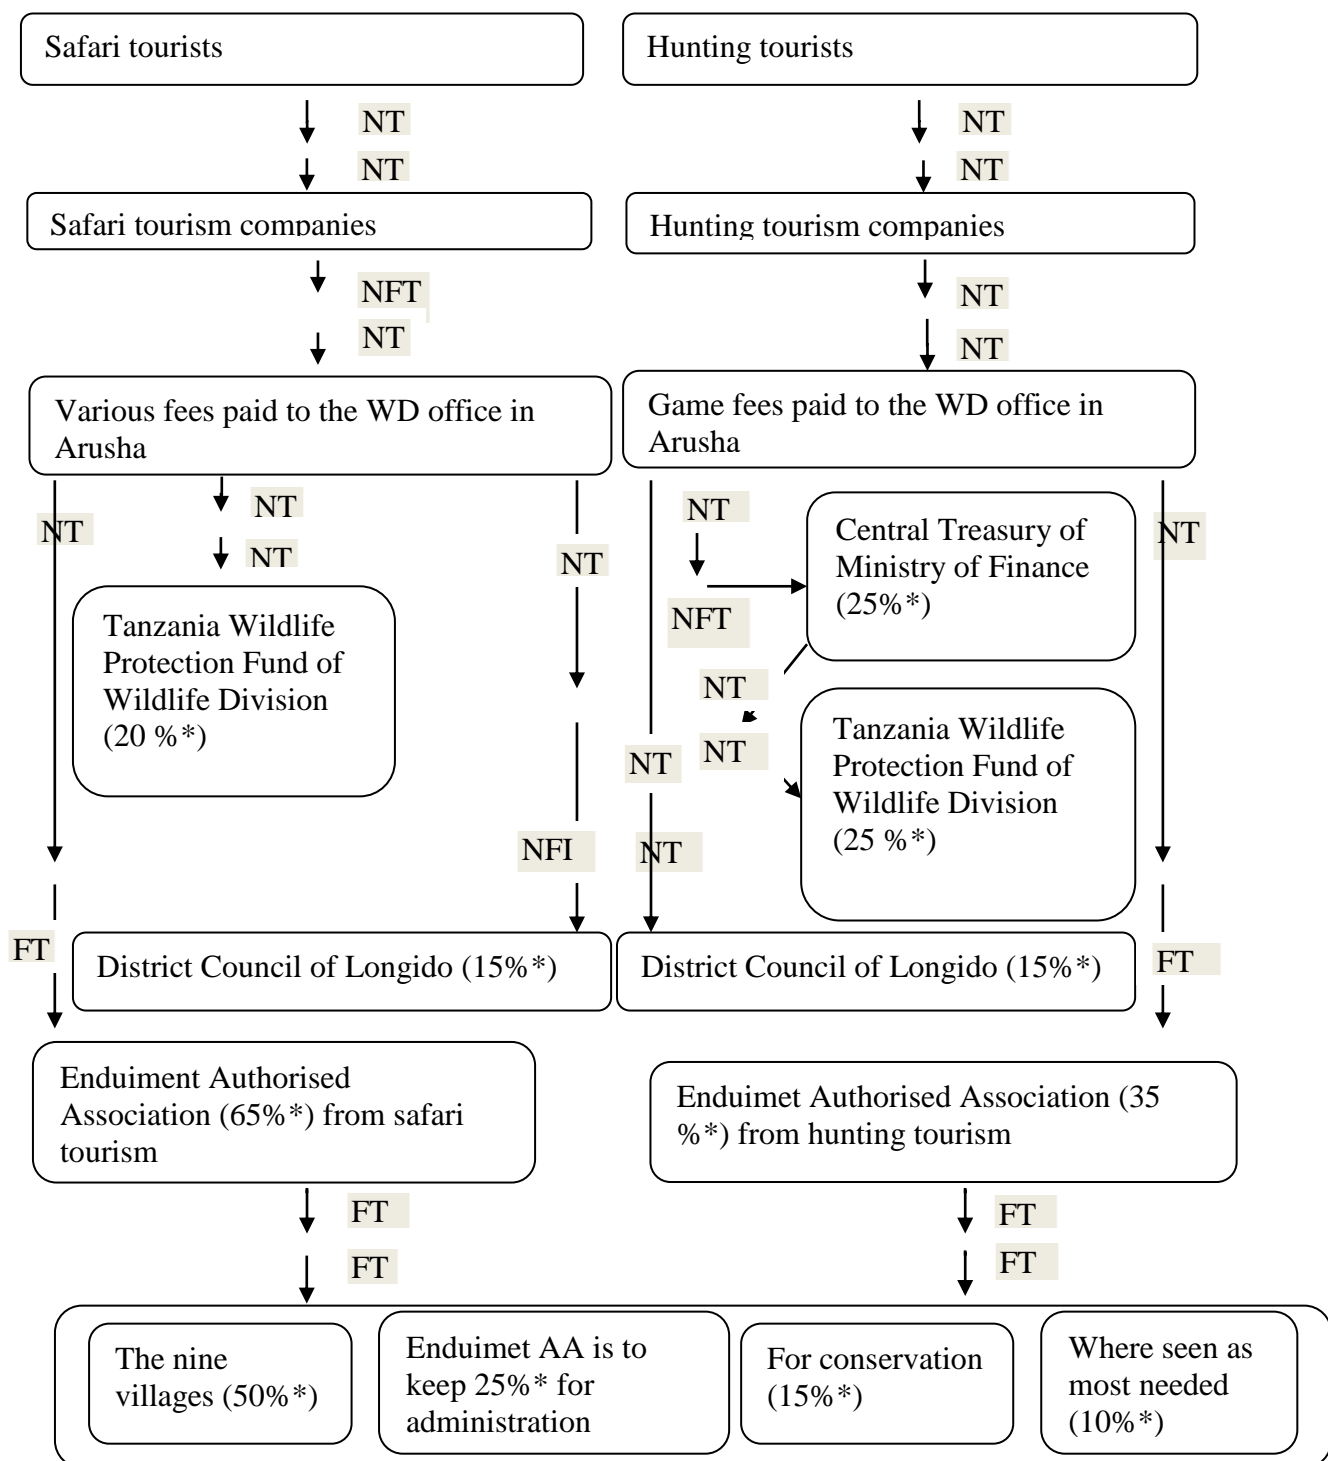 Safari tourists
Hunting tourists
NT
NT
NT
NT
Safari tourism companies
Hunting tourism companies
NFT
NT
NT
NT
Various fees paid to the WD office in
Arusha
Game fees paid to the WD office in
Arusha
NT
NT
NT
NT
NT
NFT
NT
Central Treasury of
Ministry of Finance
(25%*)
Tanzania Wildlife
Protection Fund of
Wildlife Division
(20 %*)
NT
NT
Tanzania Wildlife
Protection Fund of
Wildlife Division
(25 %*)
NT
NFI
NT
FT
FT
District Council of Longido (15%*)
District Council of Longido (15%*)
Enduiment Authorised
Association (65%*) from safari
tourism
Enduimet Authorised Association (35
%*) from hunting tourism
FT
FT
FT
FT
The nine
villages (50%*)
Enduimet AA is to
keep 25%* for
administration
For conservation
(15%*)
Where seen as
most needed
(10%*)